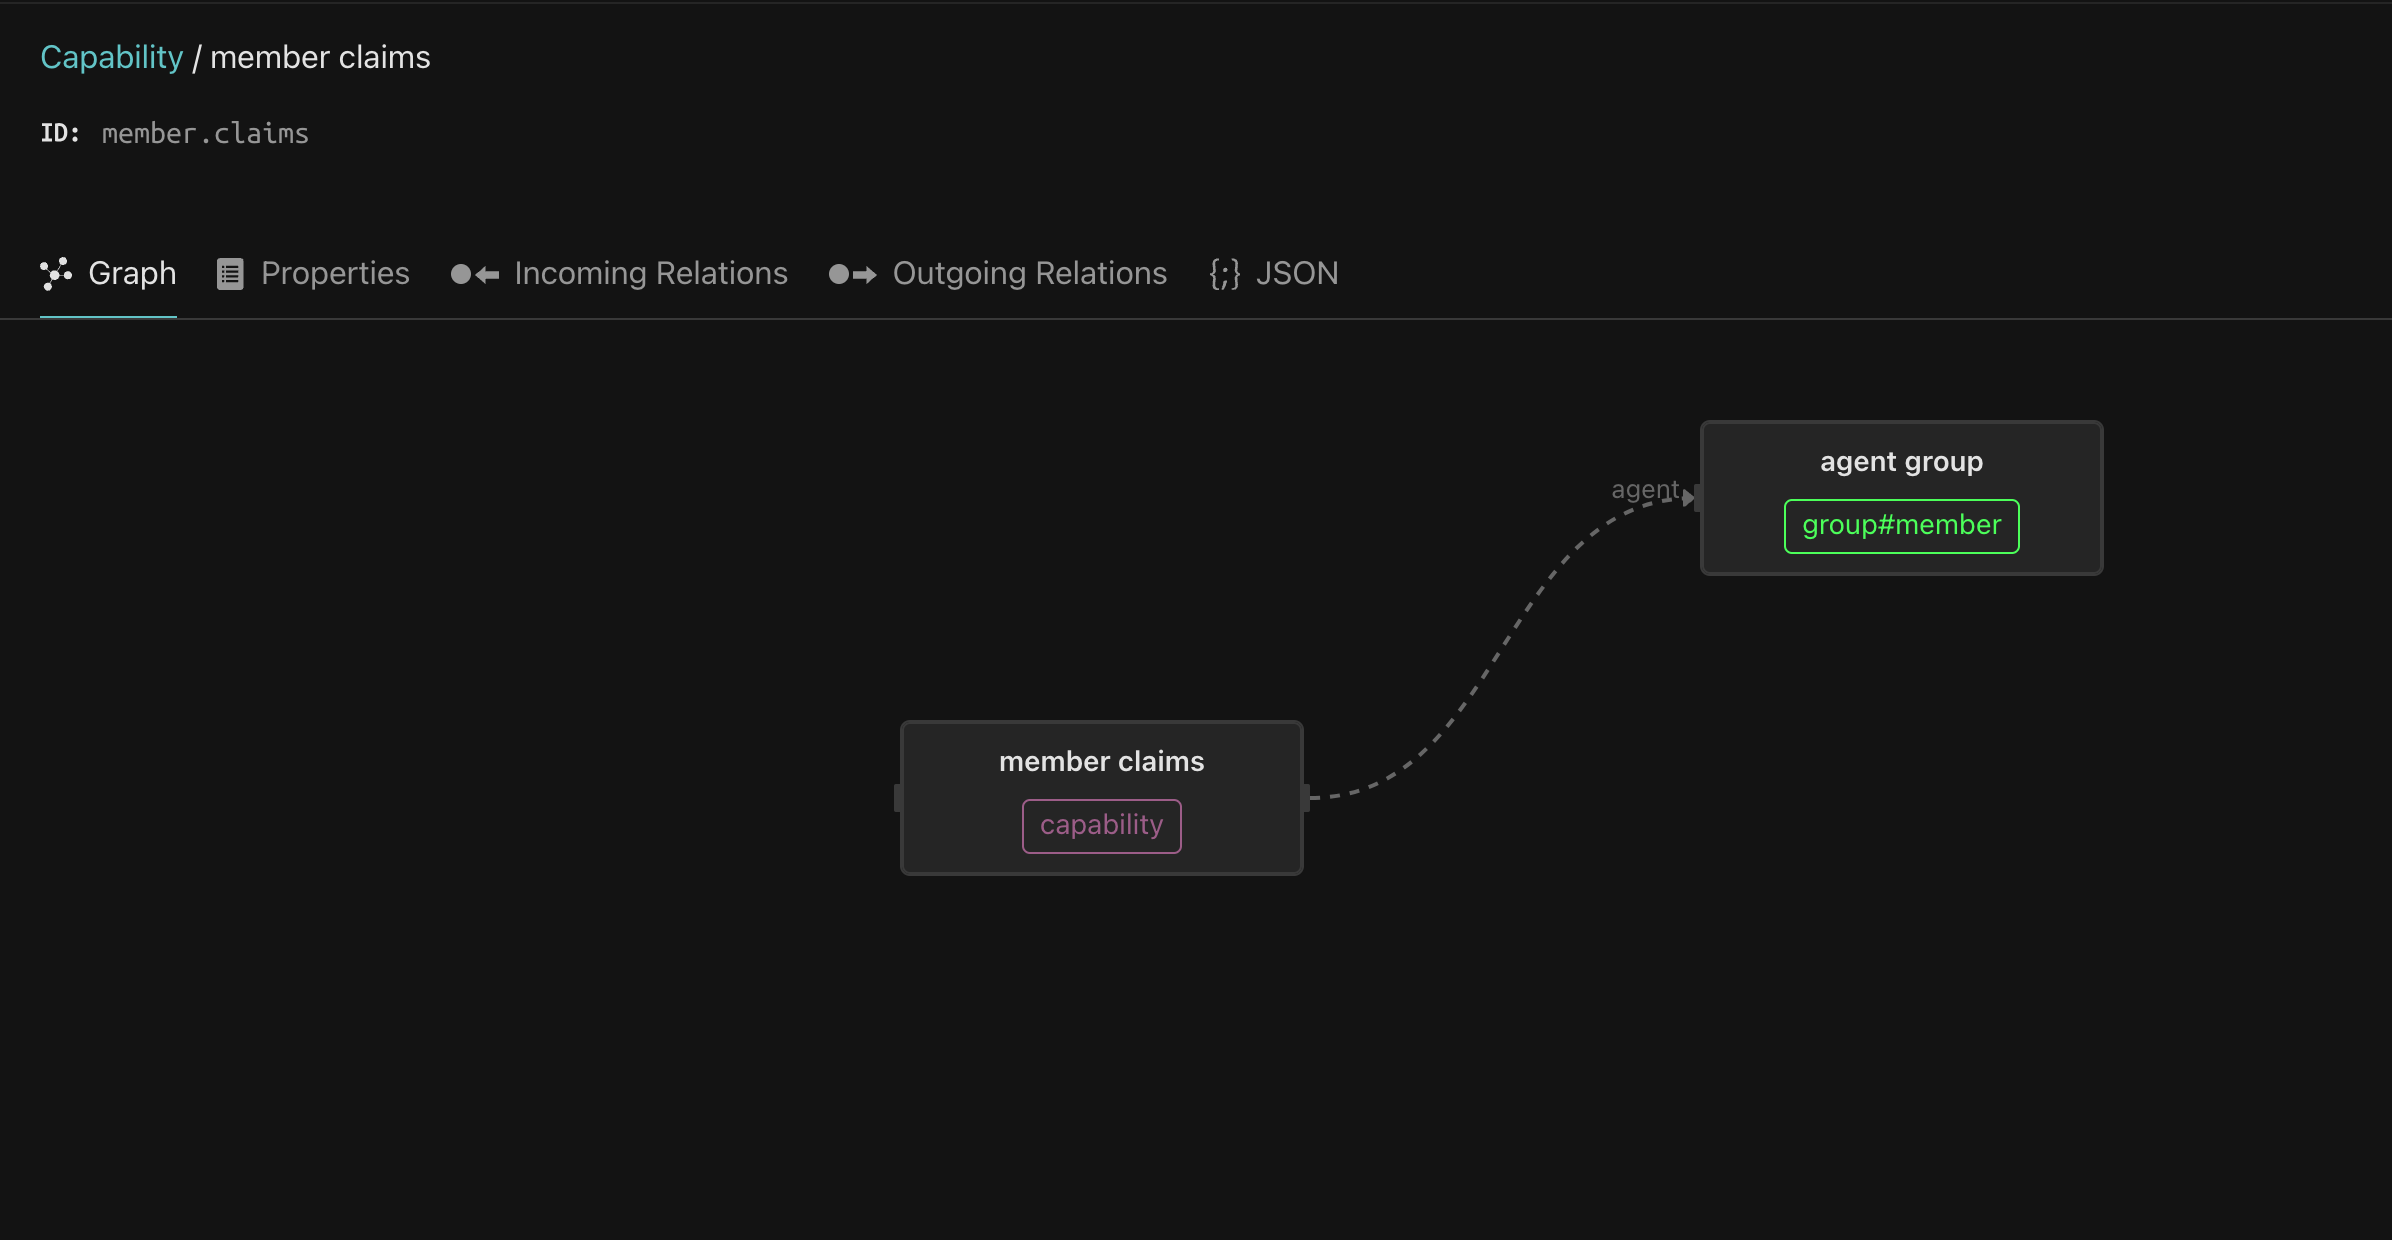 Capability / member claims
ID: member.claims
Graph Properties Incoming Relations Outgoing Relations {;} JSON
agent group
agent
group#member
member claims
capability